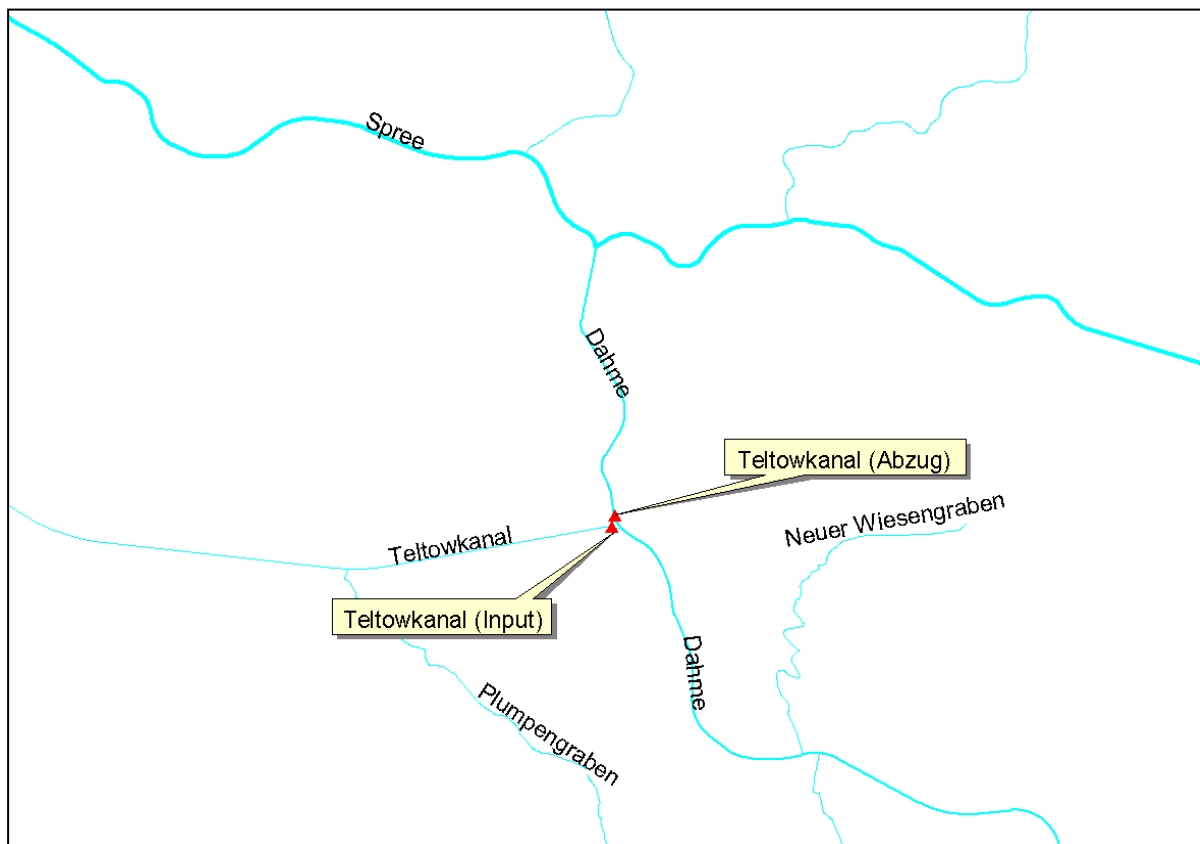 Spree
Dahme
Teltowkanal (Abzug)
Neuer Wiesengraben
Teltowkanal
Teltowkanal (Input)
Dahme
Plumpengraben